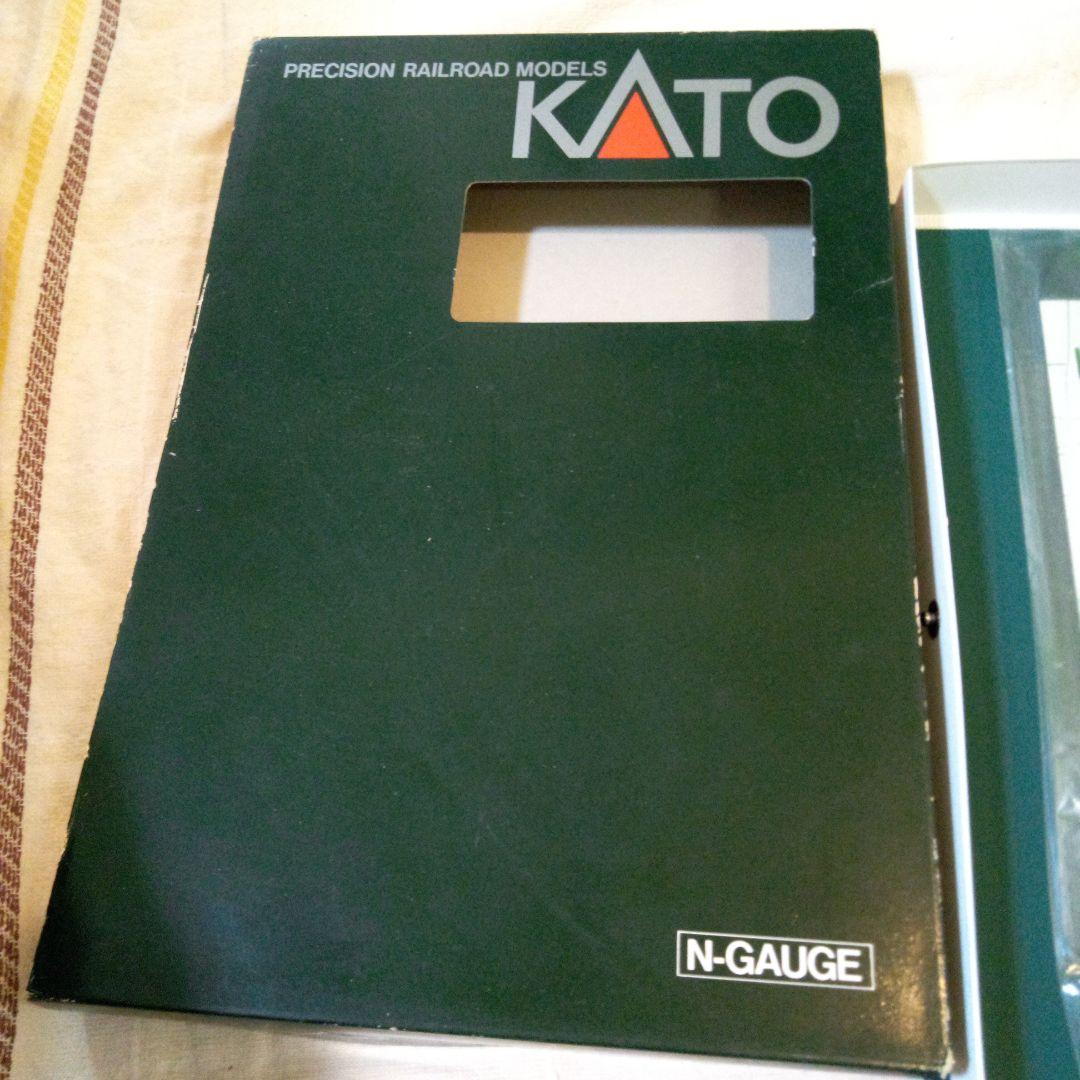 PRECISION RAILROAD MODELS
KATO
N-GAUGE